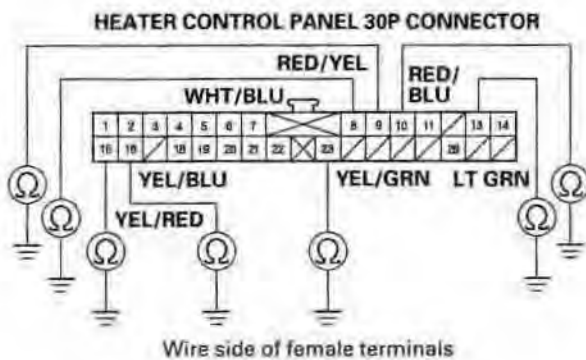 HEATER CONTROL PANEL 30P CONNECTOR
RED/YEL
RED/
BLU
WHT/BLU
1 2 3 4 5 6 7 8 9 10 11 13 14
15 16 18 19 20 21 22 23 28
YEL/BLU
YEL/GRN
LT GRN
YEL/RED
Ω Ω Ω Ω Ω Ω Ω
Wire side of female terminals